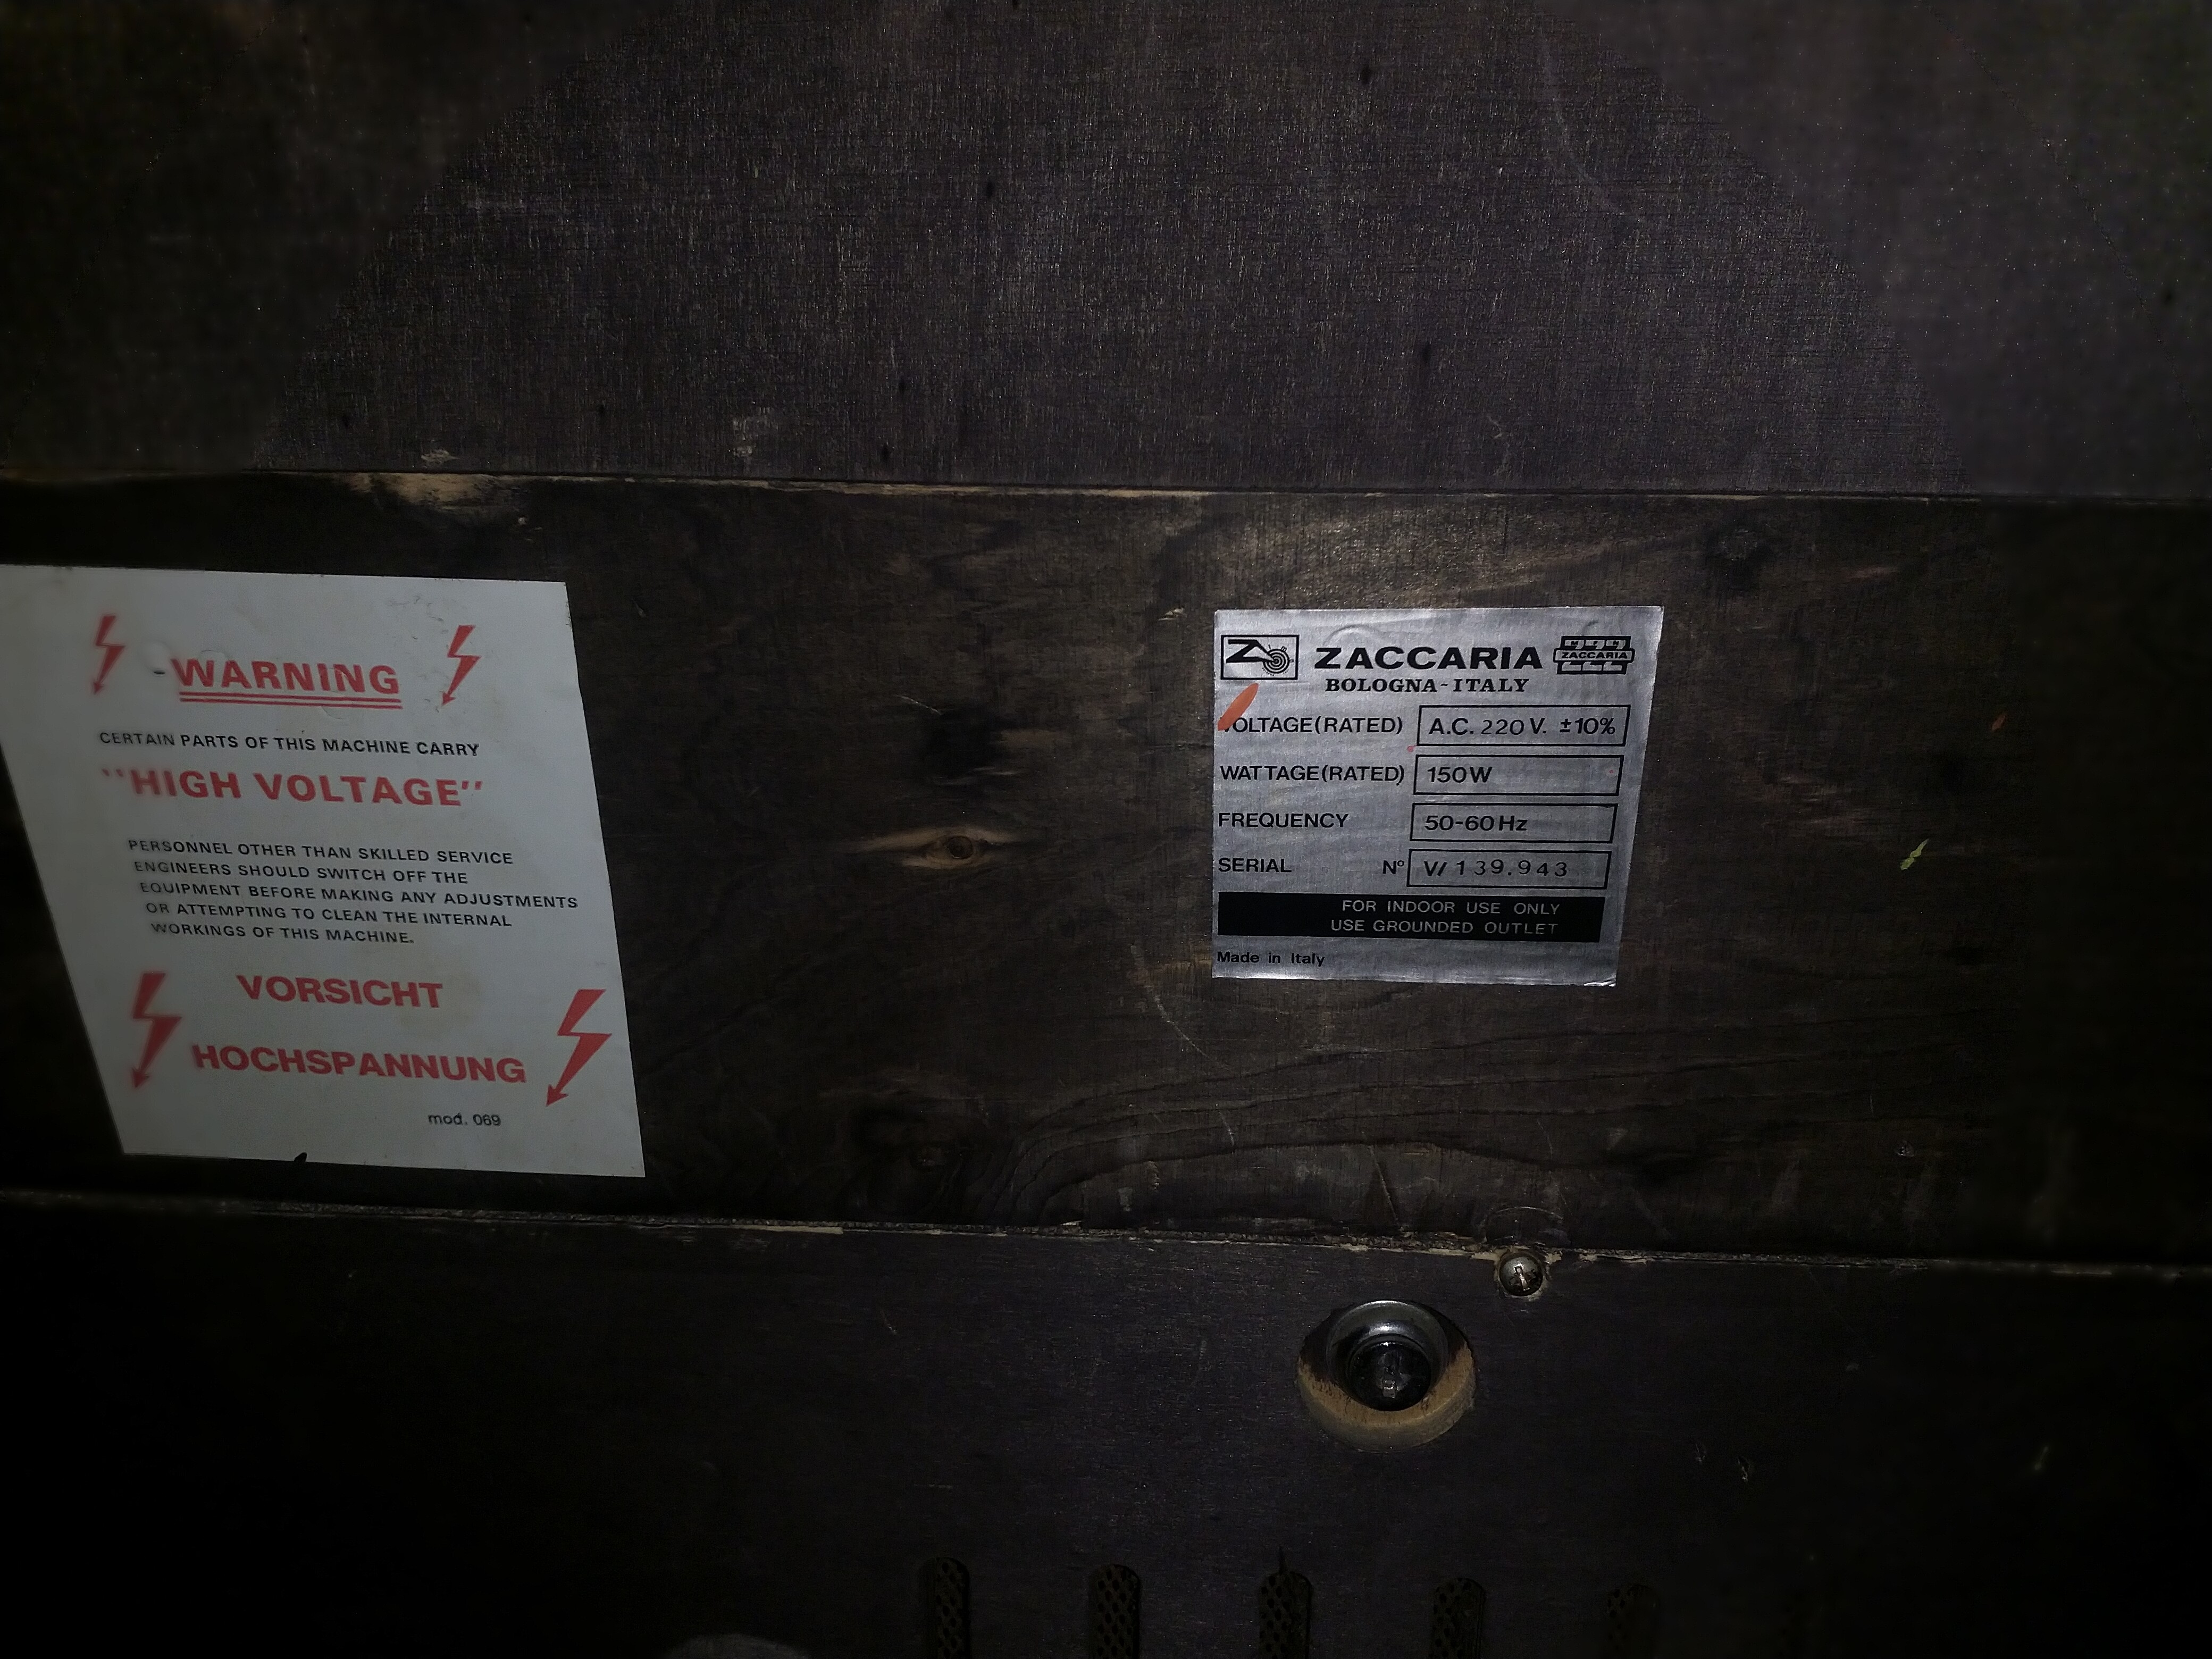 WARNING
CERTAIN PARTS OF THIS MACHINE CARRY
"HIGH VOLTAGE"
PERSONNEL OTHER THAN SKILLED SERVICE
ENGINEERS SHOULD SWITCH OFF THE
EQUIPMENT BEFORE MAKING ANY ADJUSTMENTS
OR ATTEMPTING TO CLEAN THE INTERNAL
WORKINGS OF THIS MACHINE.
VORSICHT
HOCHSPANNUNG
mod. 069
ZACCARIA ZACCARIA
BOLOGNA-ITALY
VOLTAGE(RATED) A.C. 220 V. ±10%
WATTAGE(RATED) 150W
FREQUENCY 50-60Hz
SERIAL Nº V/ 139.943
FOR INDOOR USE ONLY
USE GROUNDED OUTLET
Made in Italy